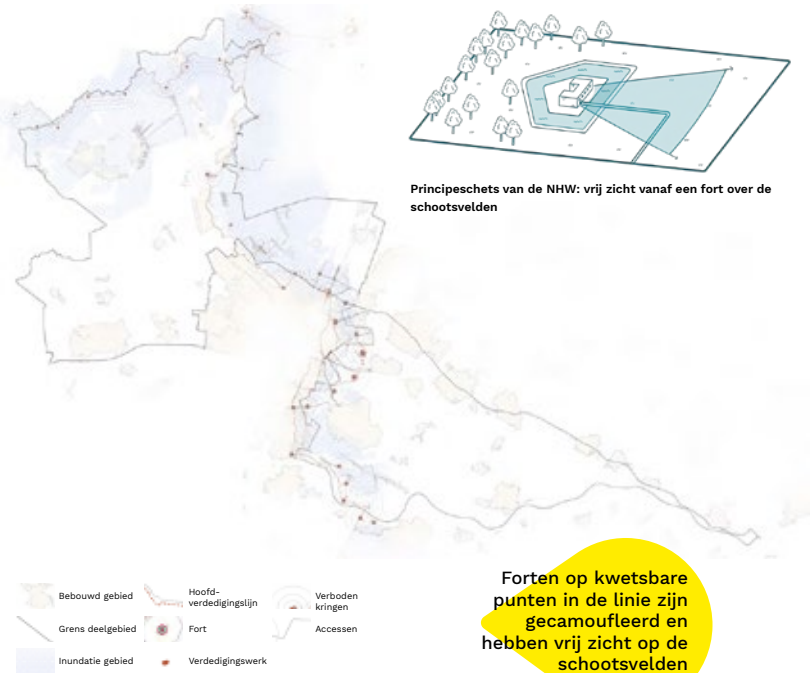 Principeschets van de NHW: vrij zicht vanaf een fort over de
schootsvelden
Bebouwd gebied
Hoofd-
verdedigingslijn
Verboden
kringen
Grens deelgebied
Fort
Accessen
Inundatie gebied
Verdedigingswerk
Forten op kwetsbare
punten in de linie zijn
gecamoufleerd en
hebben vrij zicht op de
schootsvelden